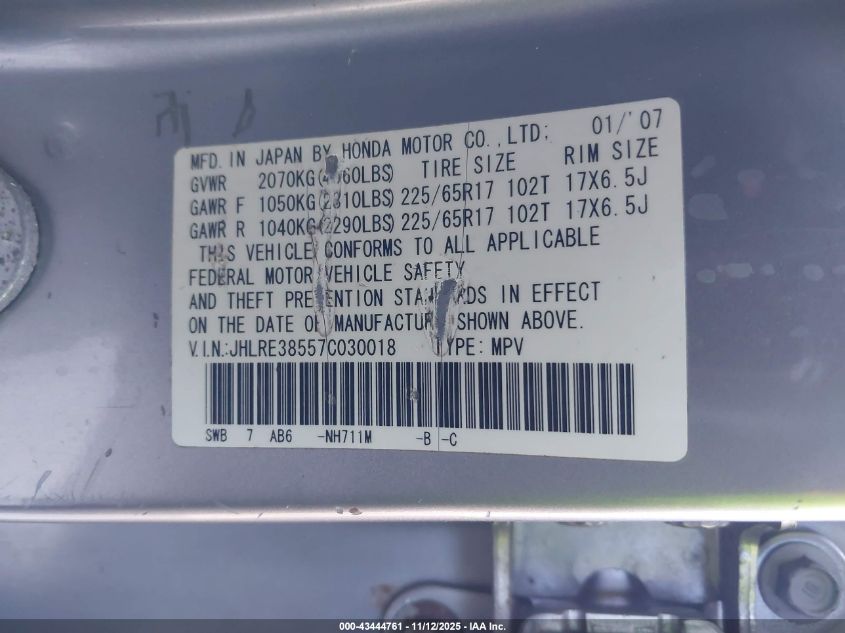 MFD. IN JAPAN BY HONDA MOTOR CO.,LTD; 01/'07
GVWR 2070KG( 60LBS) TIRE SIZE RIM SIZE
GAWR F 1050KG(2310LBS) 225/65R17 102T 17X6.5J
GAWR R 1040KG(2290LBS) 225/65R17 102T 17X6.5J
THIS VEHICLE CONFORMS TO ALL APPLICABLE
FEDERAL MOTOR VEHICLE SAFETY
AND THEFT PREVENTION STANDARDS IN EFFECT
ON THE DATE OF MANUFACTURE SHOWN ABOVE.
V.I.N.:JHLRE38557C030018 TYPE: MPV
SWB 7 AB6 -NH711M -B -C
000-43444761 - 11/12/2025 - IAA Inc.